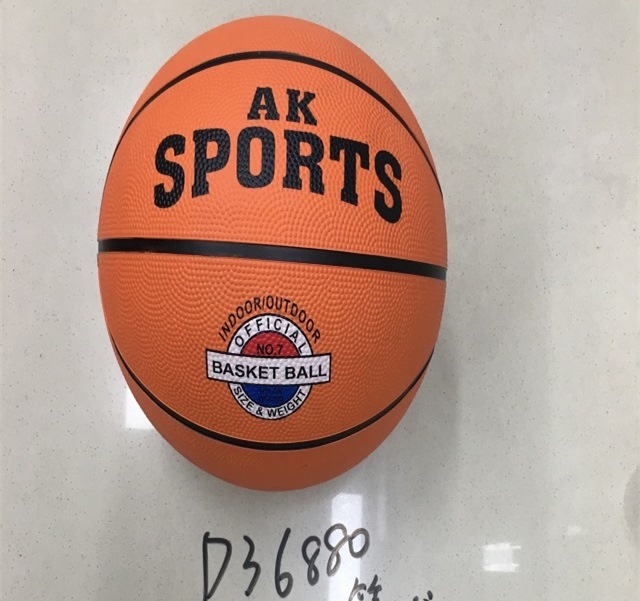 AK
SPORTS
INDOOR/OUTDOOR
OFFICIAL
NO.7
BASKET BALL
SIZE & WEIGHT
D36880